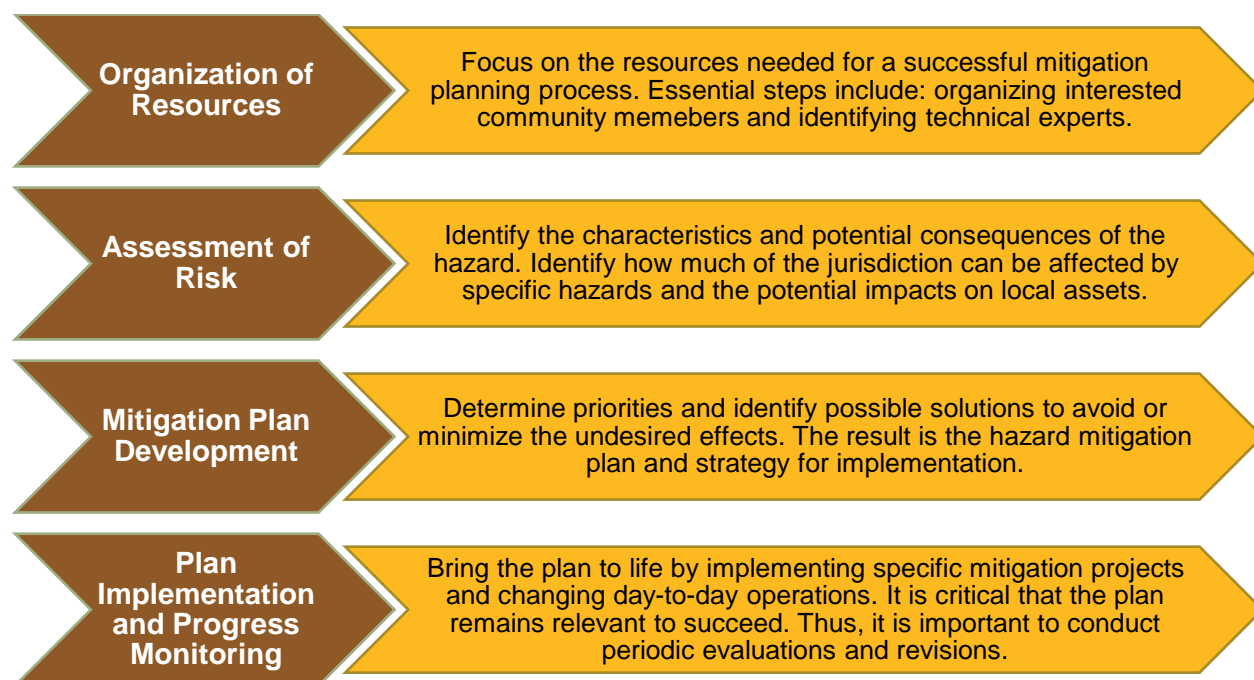 Organization of
Resources
Focus on the resources needed for a successful mitigation
planning process. Essential steps include: organizing interested
community memebers and identifying technical experts.
Assessment of
Risk
Identify the characteristics and potential consequences of the
hazard. Identify how much of the jurisdiction can be affected by
specific hazards and the potential impacts on local assets.
Mitigation Plan
Development
Determine priorities and identify possible solutions to avoid or
minimize the undesired effects. The result is the hazard mitigation
plan and strategy for implementation.
Plan
Implementation
and Progress
Monitoring
Bring the plan to life by implementing specific mitigation projects
and changing day-to-day operations. It is critical that the plan
remains relevant to succeed. Thus, it is important to conduct
periodic evaluations and revisions.